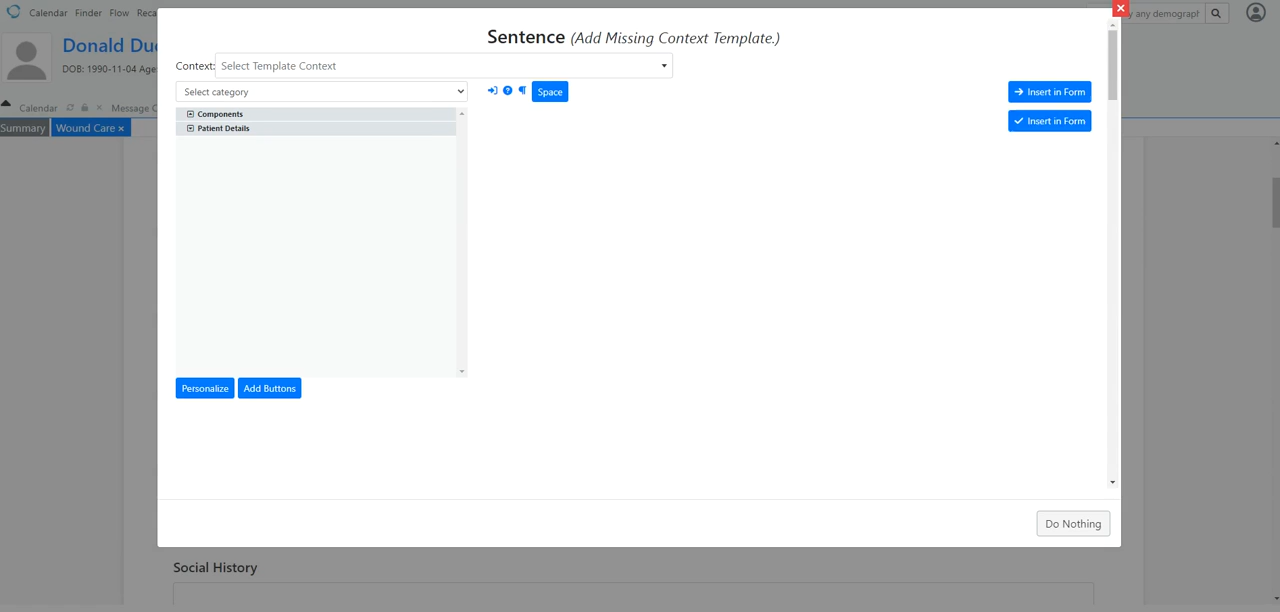 Calendar Finder Flow Reca
y any demograph
Donald Du
DOB: 1990-11-04 Age:
Calendar Message C
Summary Wound Care ×
Sentence (Add Missing Context Template.)
Context: Select Template Context
Select category
Space
Insert in Form
Components
Patient Details
Insert in Form
Personalize Add Buttons
Do Nothing
Social History